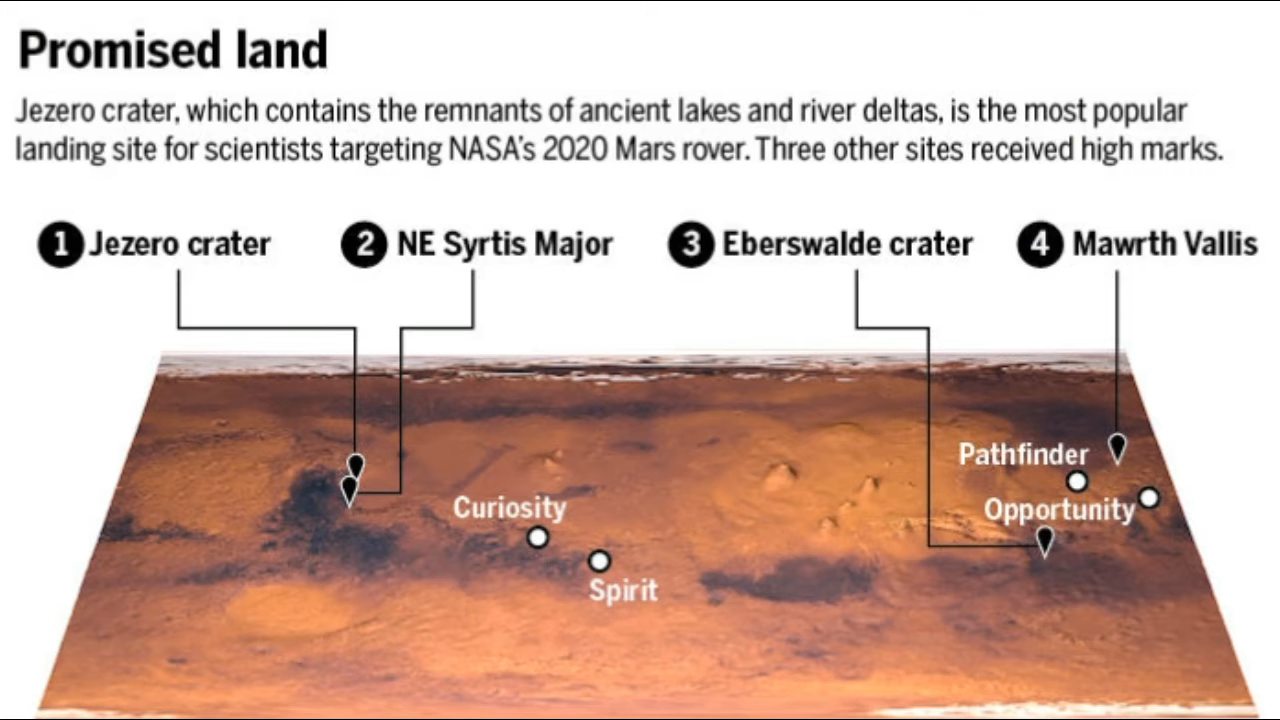 Promised land
Jezero crater, which contains the remnants of ancient lakes and river deltas, is the most popular
landing site for scientists targeting NASA's 2020 Mars rover. Three other sites received high marks.
1 Jezero crater
2 NE Syrtis Major
3 Eberswalde crater
4 Mawrth Vallis
Pathfinder
Curiosity
Opportunity
Spirit